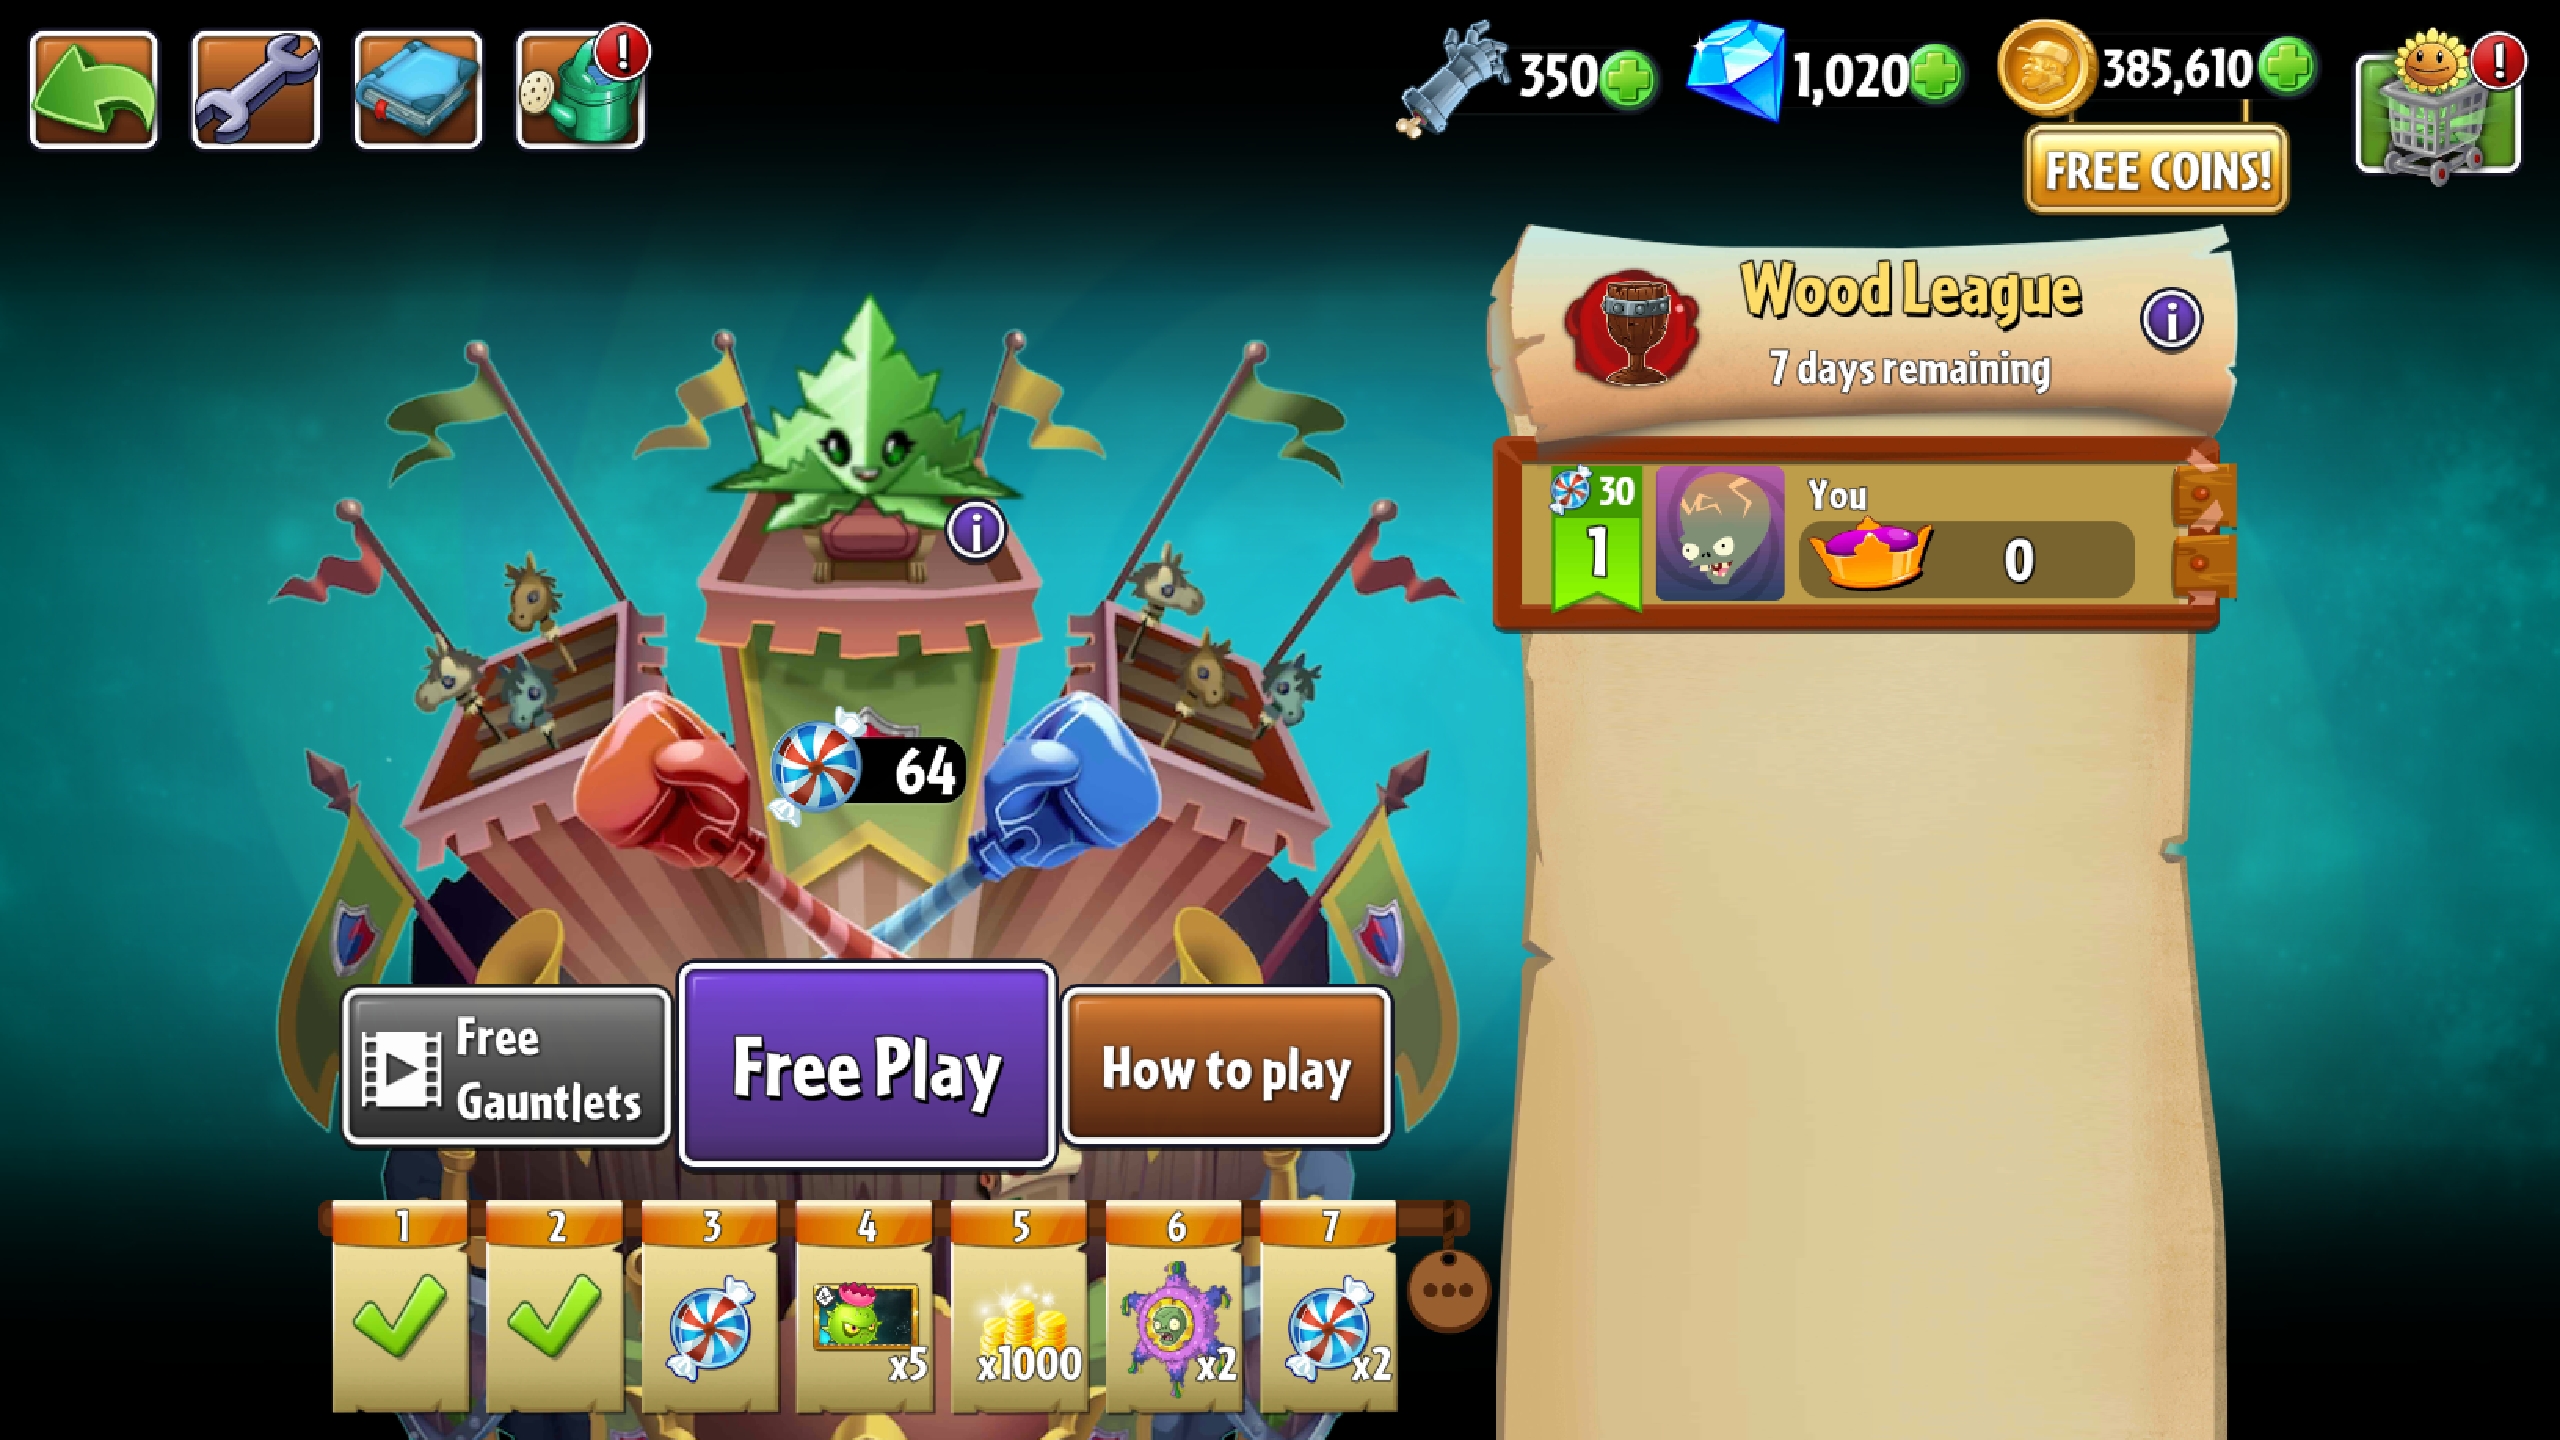 350
1,020
385,610
FREE COINS!
Wood League
7 days remaining
30
1
You
0
64
Free
Gauntlets
Free Play
How to play
1
2
3
4
5
6
7
x5
x1000
x2
x2